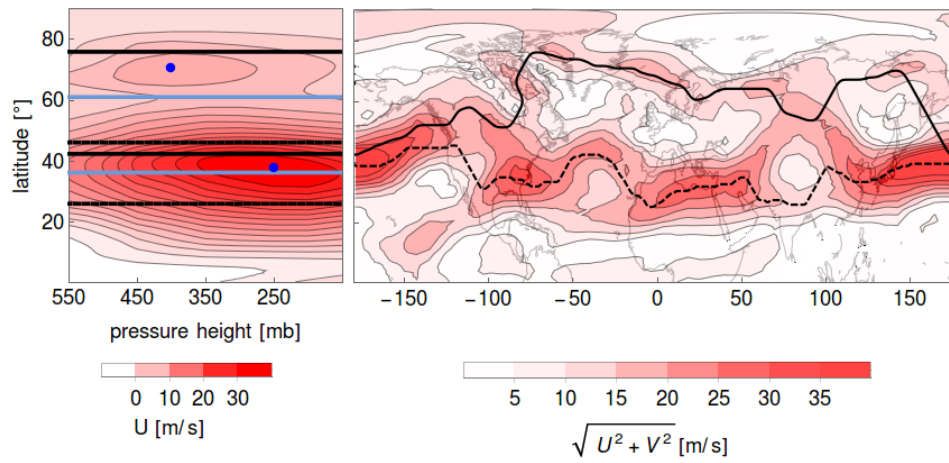 80
60
40
20
latitude [°]
550 450 350 250
pressure height [mb]
0 10 20 30
U [m/s]
−150 −100 −50 0 50 100 150
5 10 15 20 25 30 35
√U² + V² [m/s]